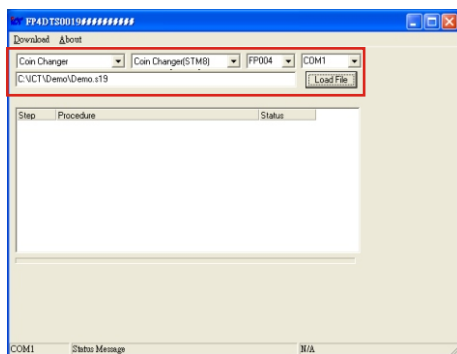 ICT FP4DTS0019##########
Download About
Coin Changer Coin Changer(STM8) FP004 COM1
C:\ICT\Demo\Demo.s19 Load File
Step Procedure Status
COM1 Status Message N/A